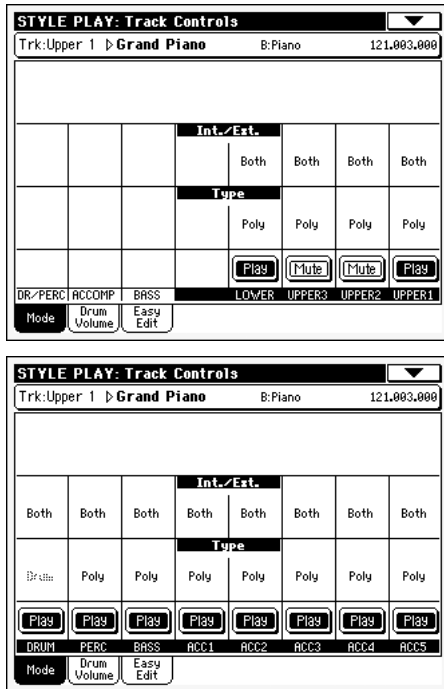 STYLE PLAY: Track Controls
Trk:Upper 1 Grand Piano B:Piano 121.003.000
Int./Ext.
Both Both Both Both
Type
Poly Poly Poly Poly
Play Mute Mute Play
DR/PERC ACCOMP BASS LOWER UPPER3 UPPER2 UPPER1
Mode Drum Volume Easy Edit
STYLE PLAY: Track Controls
Trk:Upper 1 Grand Piano B:Piano 121.003.000
Int./Ext.
Both Both Both Both Both Both Both Both
Type
Drum Poly Poly Poly Poly Poly Poly Poly
Play Play Play Play Play Play Play Play
DRUM PERC BASS ACC1 ACC2 ACC3 ACC4 ACC5
Mode Drum Volume Easy Edit